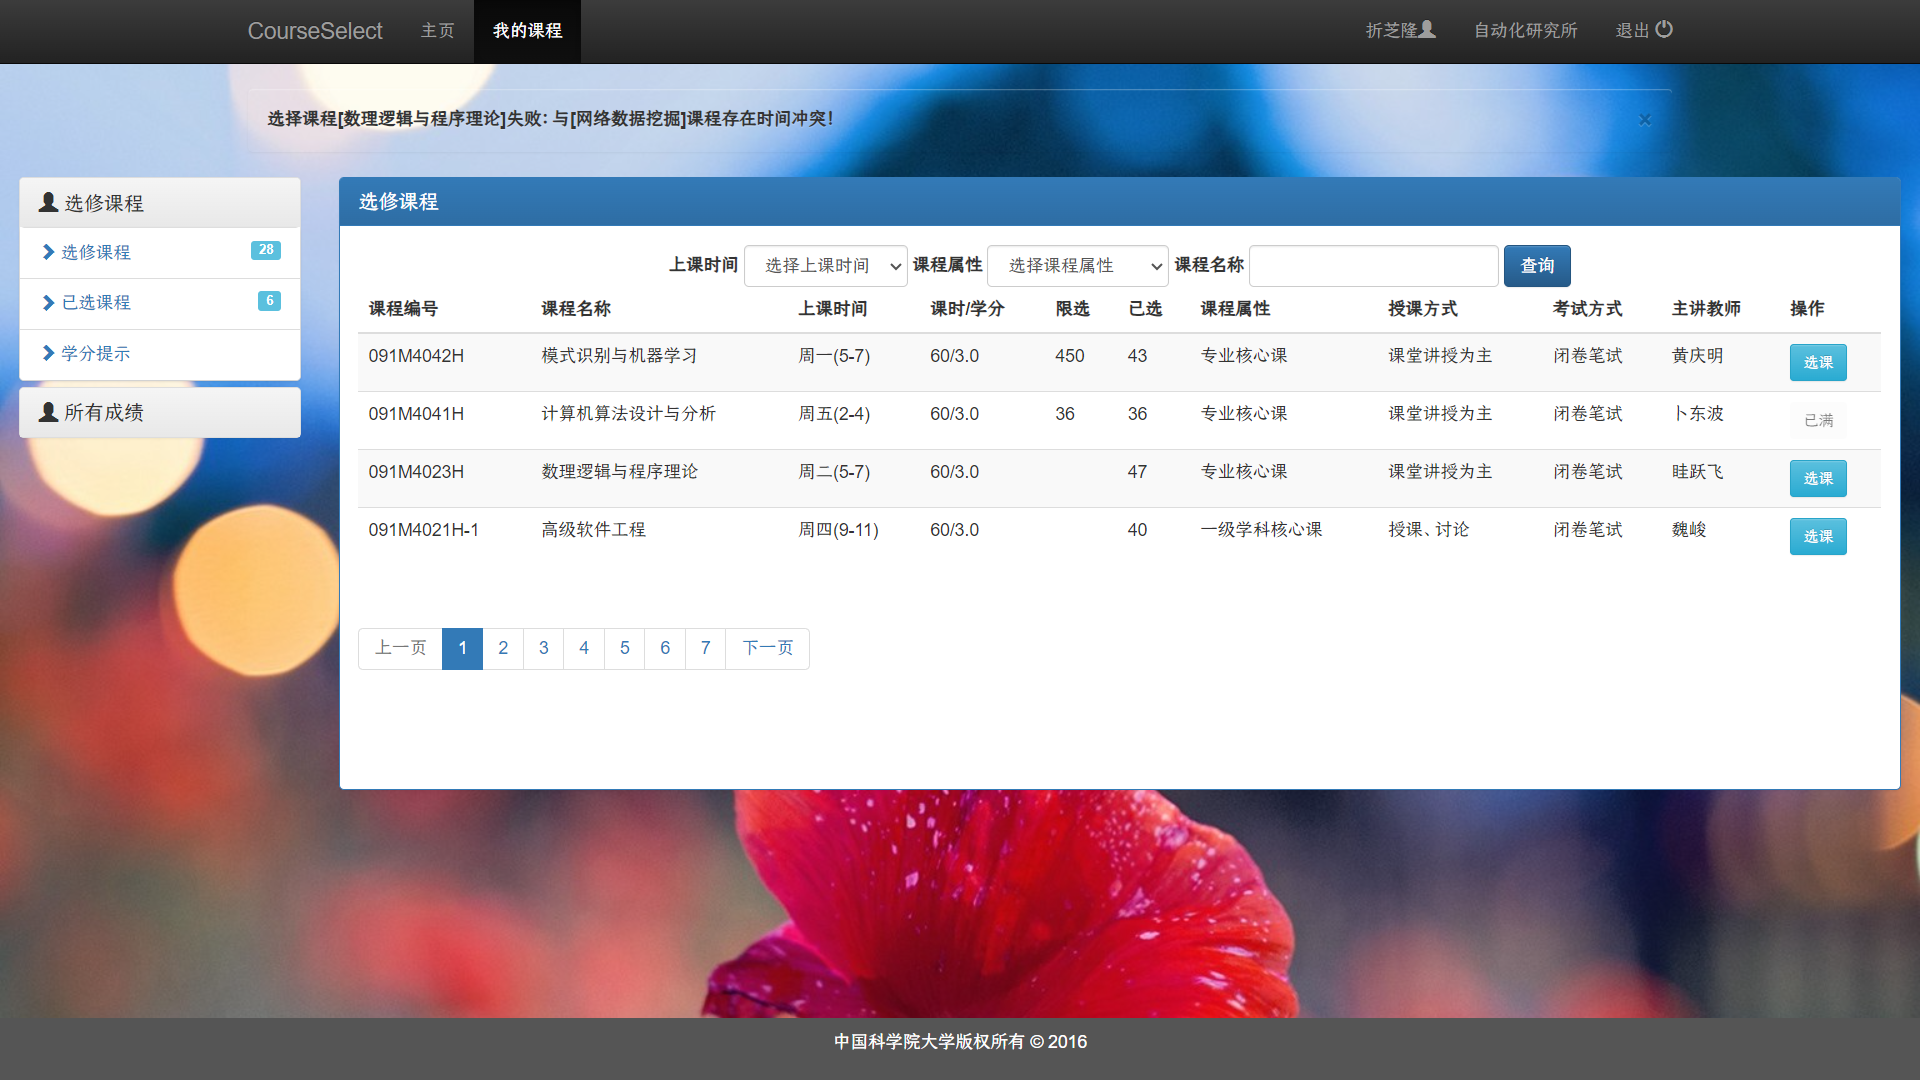 CourseSelect 主页 我的课程 折芝隆 自动化研究所 退出
选择课程[数理逻辑与程序理论]失败: 与[网络数据挖掘]课程存在时间冲突! ×
选修课程
选修课程 28
已选课程 6
学分提示
所有成绩
选修课程
上课时间 选择上课时间 课程属性 选择课程属性 课程名称 查询
课程编号 课程名称 上课时间 课时/学分 限选 已选 课程属性 授课方式 考试方式 主讲教师 操作
091M4042H 模式识别与机器学习 周一(5-7) 60/3.0 450 43 专业核心课 课堂讲授为主 闭卷笔试 黄庆明 选课
091M4041H 计算机算法设计与分析 周五(2-4) 60/3.0 36 36 专业核心课 课堂讲授为主 闭卷笔试 卜东波 已满
091M4023H 数理逻辑与程序理论 周二(5-7) 60/3.0 47 专业核心课 课堂讲授为主 闭卷笔试 眭跃飞 选课
091M4021H-1 高级软件工程 周四(9-11) 60/3.0 40 一级学科核心课 授课、讨论 闭卷笔试 魏峻 选课
上一页 1 2 3 4 5 6 7 下一页
中国科学院大学版权所有 © 2016